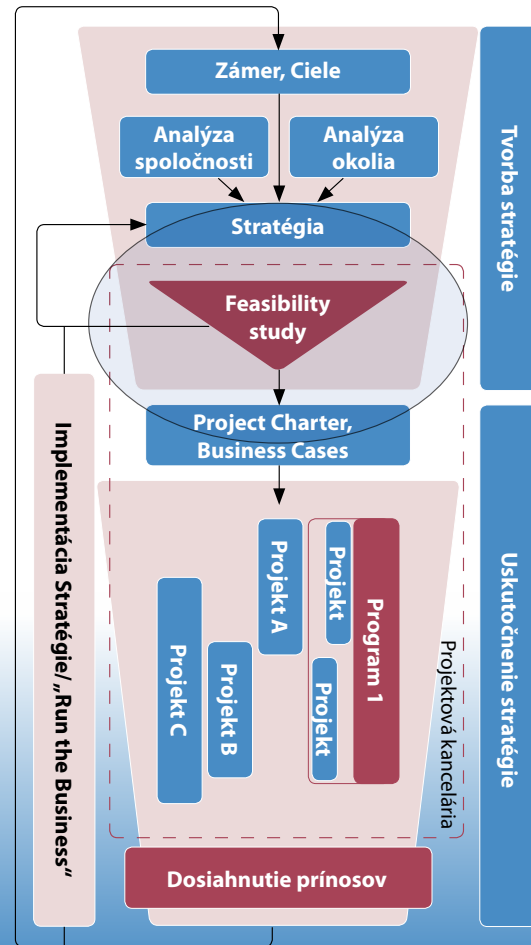 Zámer, Ciele
Analýza
spoločnosti
Analýza
okolia
Stratégia
Feasibility
study
Project Charter,
Business Cases
Projekt A
Projekt
Projekt
Program 1
Projekt B
Projekt C
Projektová kancelária
Dosiahnutie prínosov
Implementácia Stratégie/„Run the Business“
Tvorba stratégie
Uskutočnenie stratégie